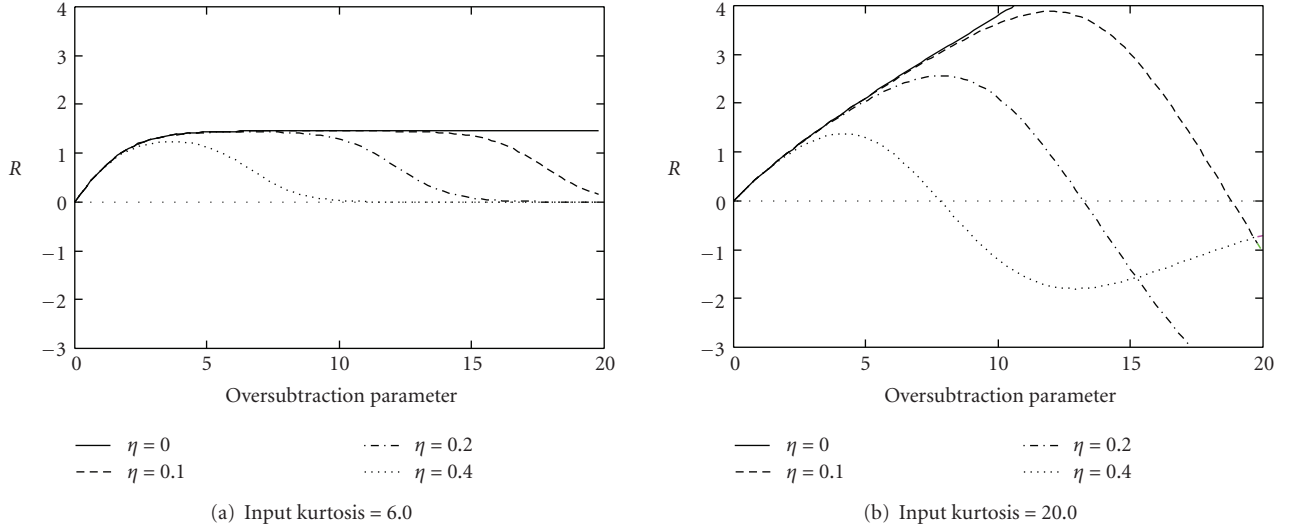 4
3
2
1
0
−1
−2
−3
R
0
5
10
15
20
Oversubtraction parameter
η = 0
η = 0.1
η = 0.2
η = 0.4
(a) Input kurtosis = 6.0
4
3
2
1
0
−1
−2
−3
R
0
5
10
15
20
Oversubtraction parameter
η = 0
η = 0.1
η = 0.2
η = 0.4
(b) Input kurtosis = 20.0